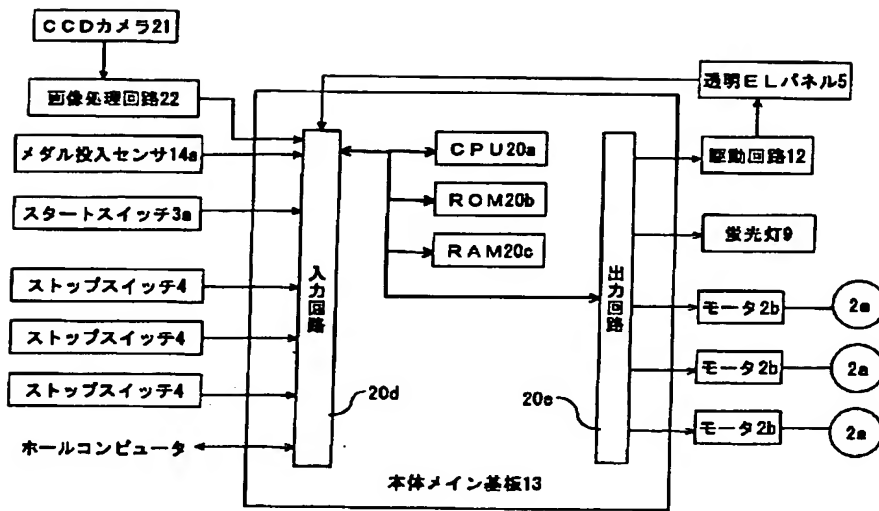 CCDカメラ21
画像処理回路22
メダル投入センサ14a
スタートスイッチ3a
ストップスイッチ4
ストップスイッチ4
ストップスイッチ4
ホールコンピュータ
入力回路
20d
CPU20a
ROM20b
RAM20c
出力回路
20e
本体メイン基板13
透明ELパネル5
駆動回路12
蛍光灯9
モータ2b
2a
モータ2b
2a
モータ2b
2a